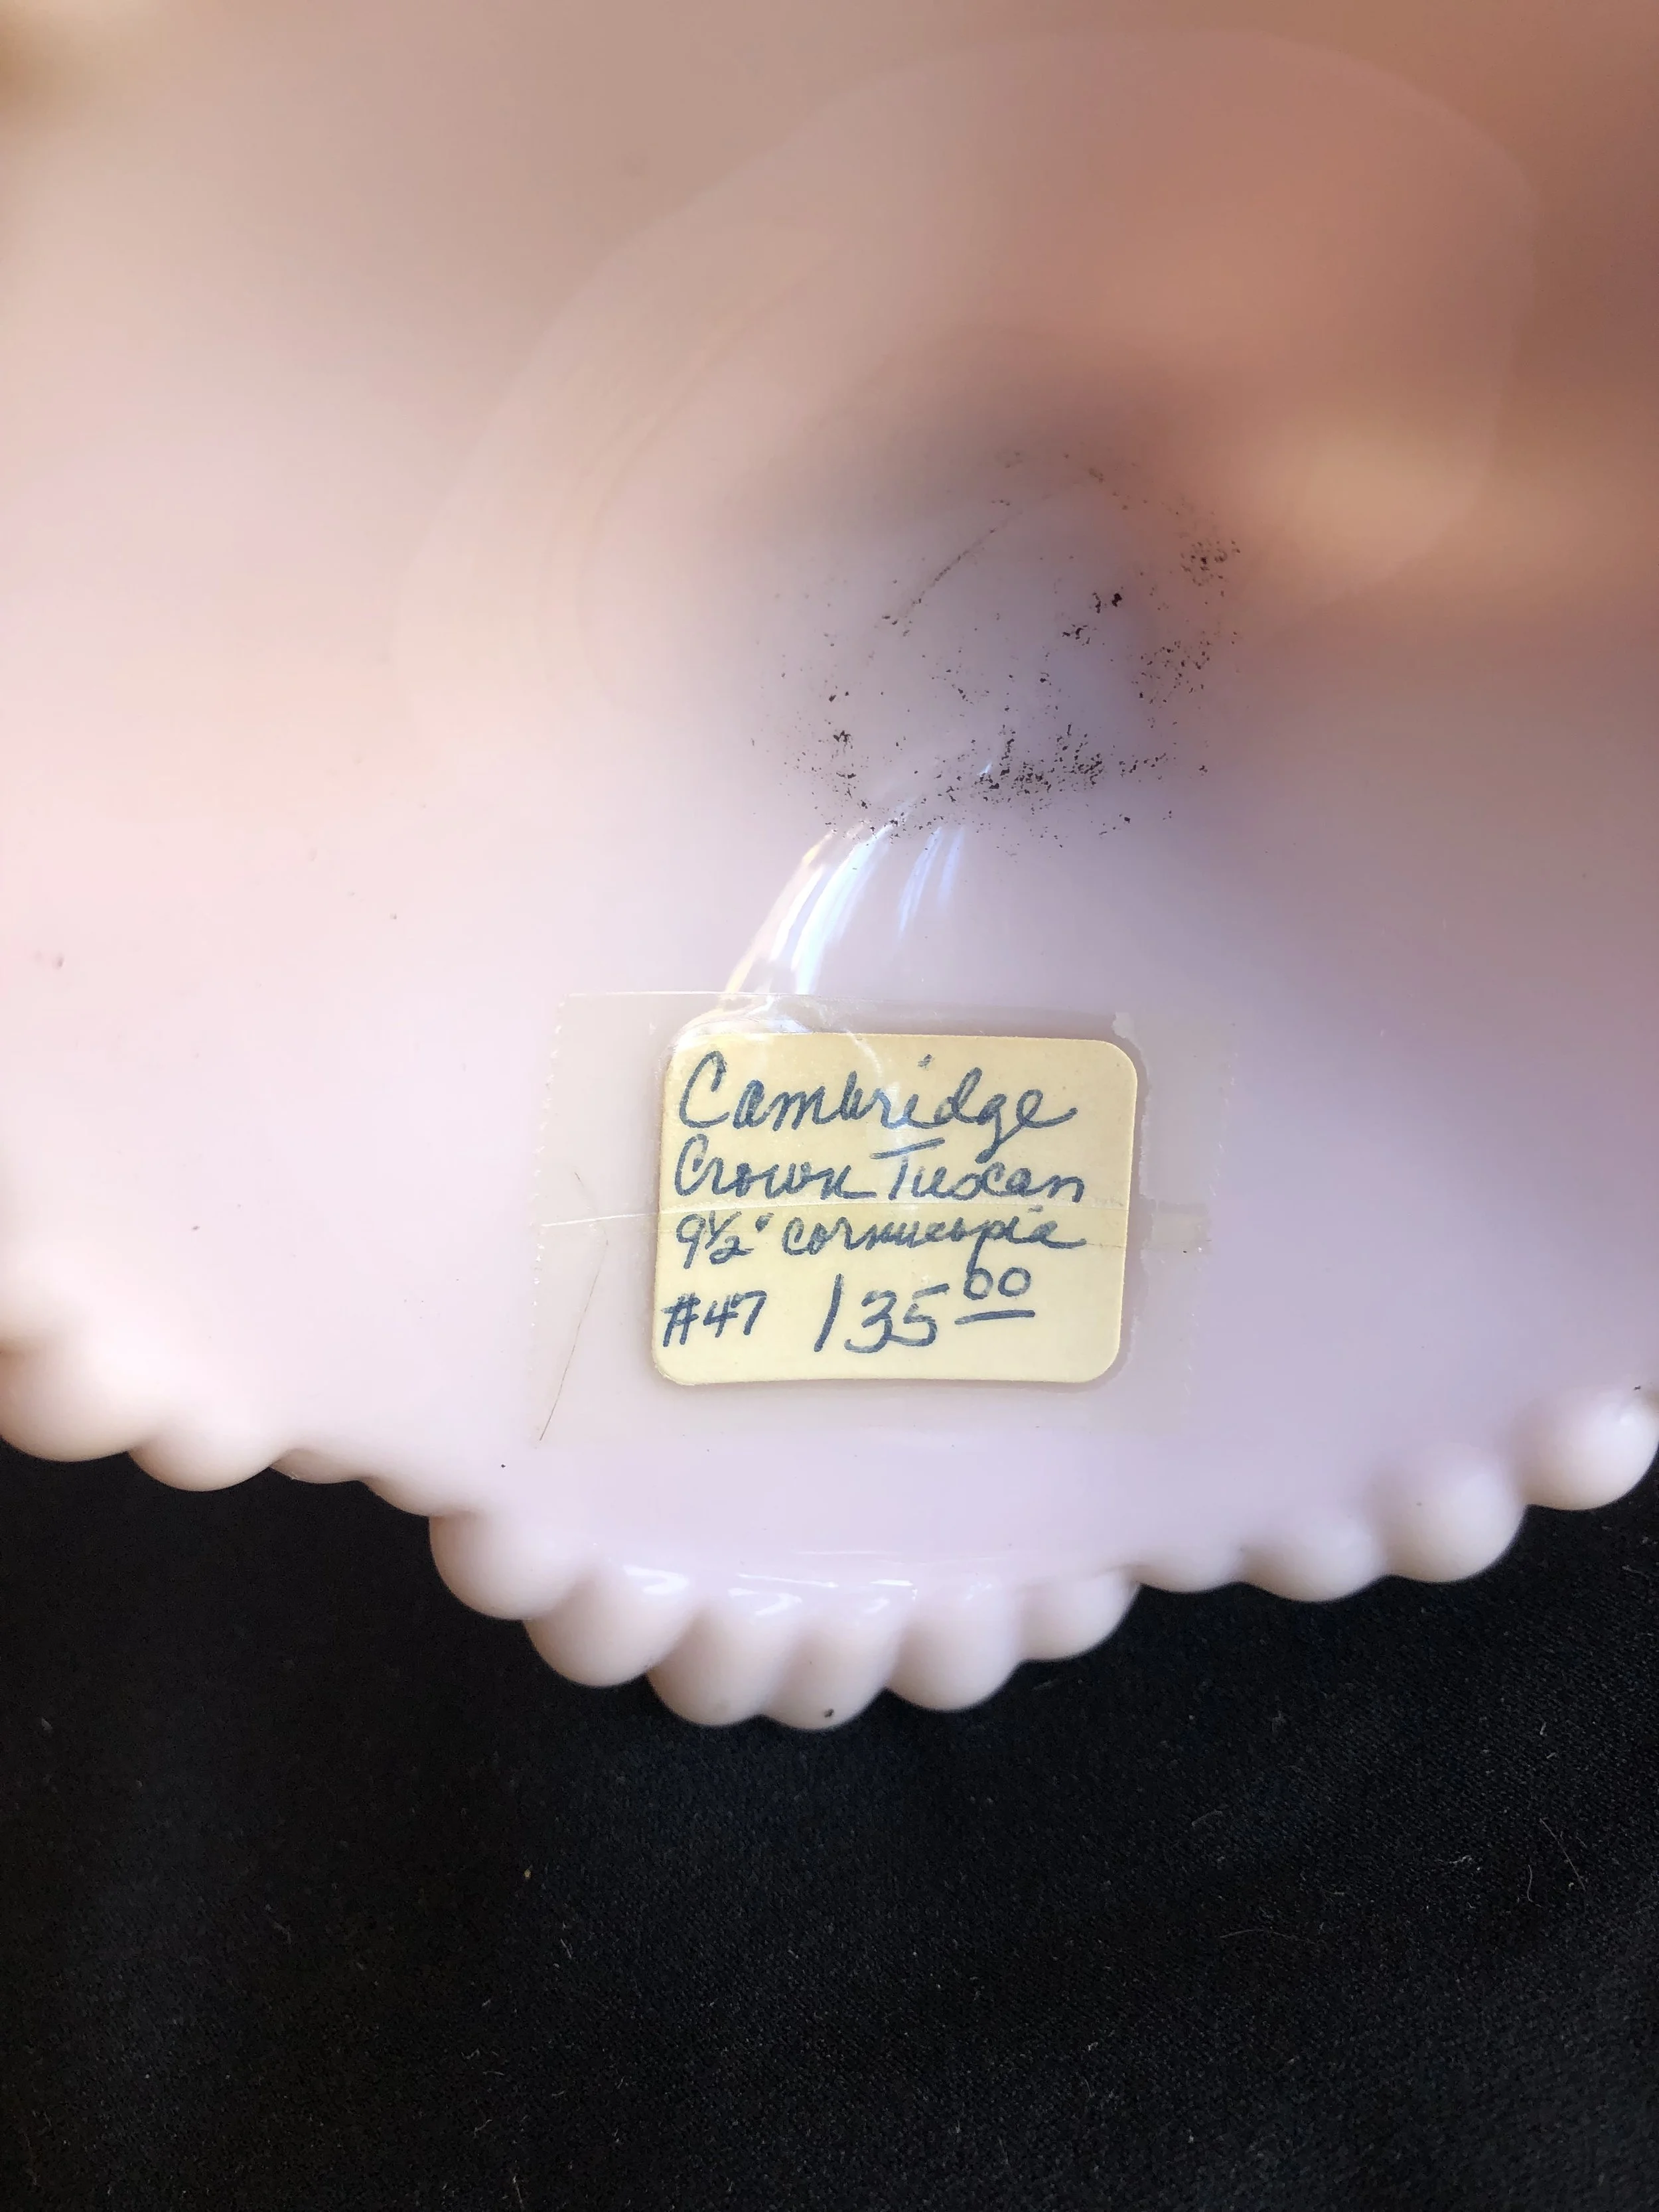 Cambridge
Crown Tuscan
9½" cornucopia
#47 135 00